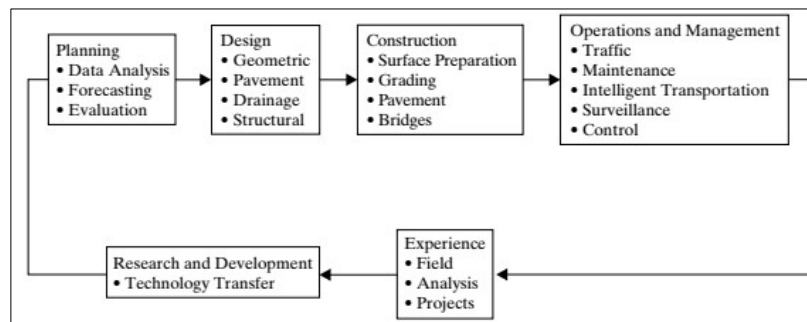 Planning
• Data Analysis
• Forecasting
• Evaluation
Design
• Geometric
• Pavement
• Drainage
• Structural
Construction
• Surface Preparation
• Grading
• Pavement
• Bridges
Operations and Management
• Traffic
• Maintenance
• Intelligent Transportation
• Surveillance
• Control
Experience
• Field
• Analysis
• Projects
Research and Development
• Technology Transfer